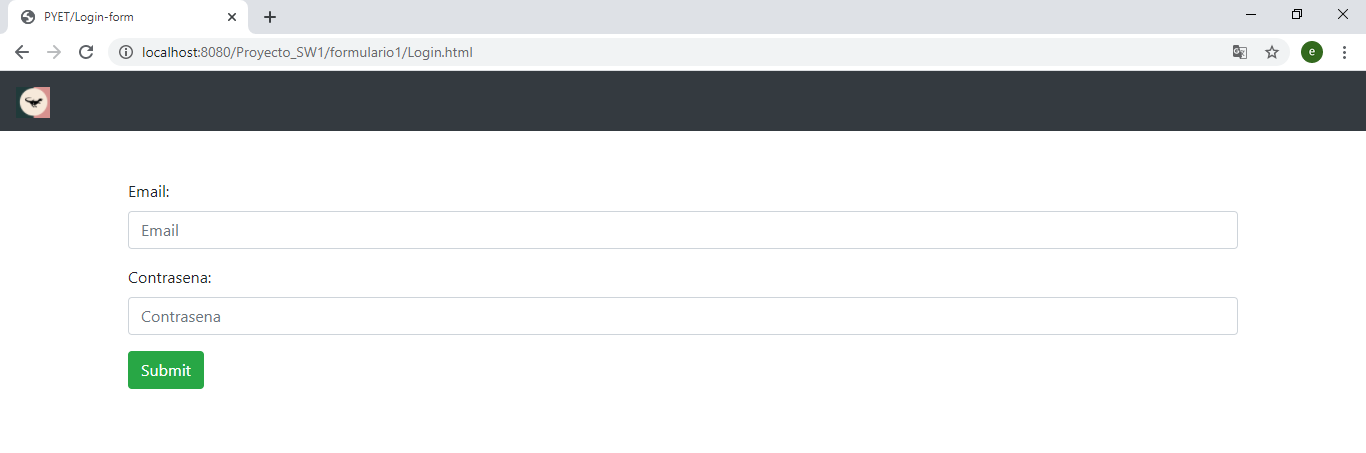 PYET/Login-form
localhost:8080/Proyecto_SW1/formulario1/Login.html
e
Email:
Email
Contrasena:
Contrasena
Submit